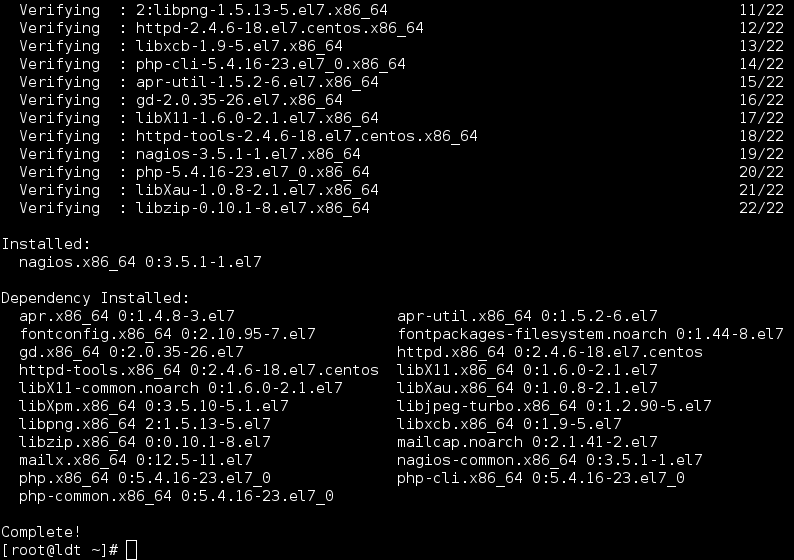 Verifying  : 2:libpng-1.5.13-5.el7.x86_64 11/22
Verifying  : httpd-2.4.6-18.el7.centos.x86_64 12/22
Verifying  : libxcb-1.9-5.el7.x86_64 13/22
Verifying  : php-cli-5.4.16-23.el7_0.x86_64 14/22
Verifying  : apr-util-1.5.2-6.el7.x86_64 15/22
Verifying  : gd-2.0.35-26.el7.x86_64 16/22
Verifying  : libX11-1.6.0-2.1.el7.x86_64 17/22
Verifying  : httpd-tools-2.4.6-18.el7.centos.x86_64 18/22
Verifying  : nagios-3.5.1-1.el7.x86_64 19/22
Verifying  : php-5.4.16-23.el7_0.x86_64 20/22
Verifying  : libXau-1.0.8-2.1.el7.x86_64 21/22
Verifying  : libzip-0.10.1-8.el7.x86_64 22/22
Installed:
nagios.x86_64 0:3.5.1-1.el7
Dependency Installed:
apr.x86_64 0:1.4.8-3.el7 apr-util.x86_64 0:1.5.2-6.el7
fontconfig.x86_64 0:2.10.95-7.el7 fontpackages-filesystem.noarch 0:1.44-8.el7
gd.x86_64 0:2.0.35-26.el7 httpd.x86_64 0:2.4.6-18.el7.centos
httpd-tools.x86_64 0:2.4.6-18.el7.centos libX11.x86_64 0:1.6.0-2.1.el7
libX11-common.noarch 0:1.6.0-2.1.el7 libXau.x86_64 0:1.0.8-2.1.el7
libXpm.x86_64 0:3.5.10-5.1.el7 libjpeg-turbo.x86_64 0:1.2.90-5.el7
libpng.x86_64 2:1.5.13-5.el7 libxcb.x86_64 0:1.9-5.el7
libzip.x86_64 0:0.10.1-8.el7 mailcap.noarch 0:2.1.41-2.el7
mailx.x86_64 0:12.5-11.el7 nagios-common.x86_64 0:3.5.1-1.el7
php.x86_64 0:5.4.16-23.el7_0 php-cli.x86_64 0:5.4.16-23.el7_0
php-common.x86_64 0:5.4.16-23.el7_0
Complete!
[root@ldt ~]#